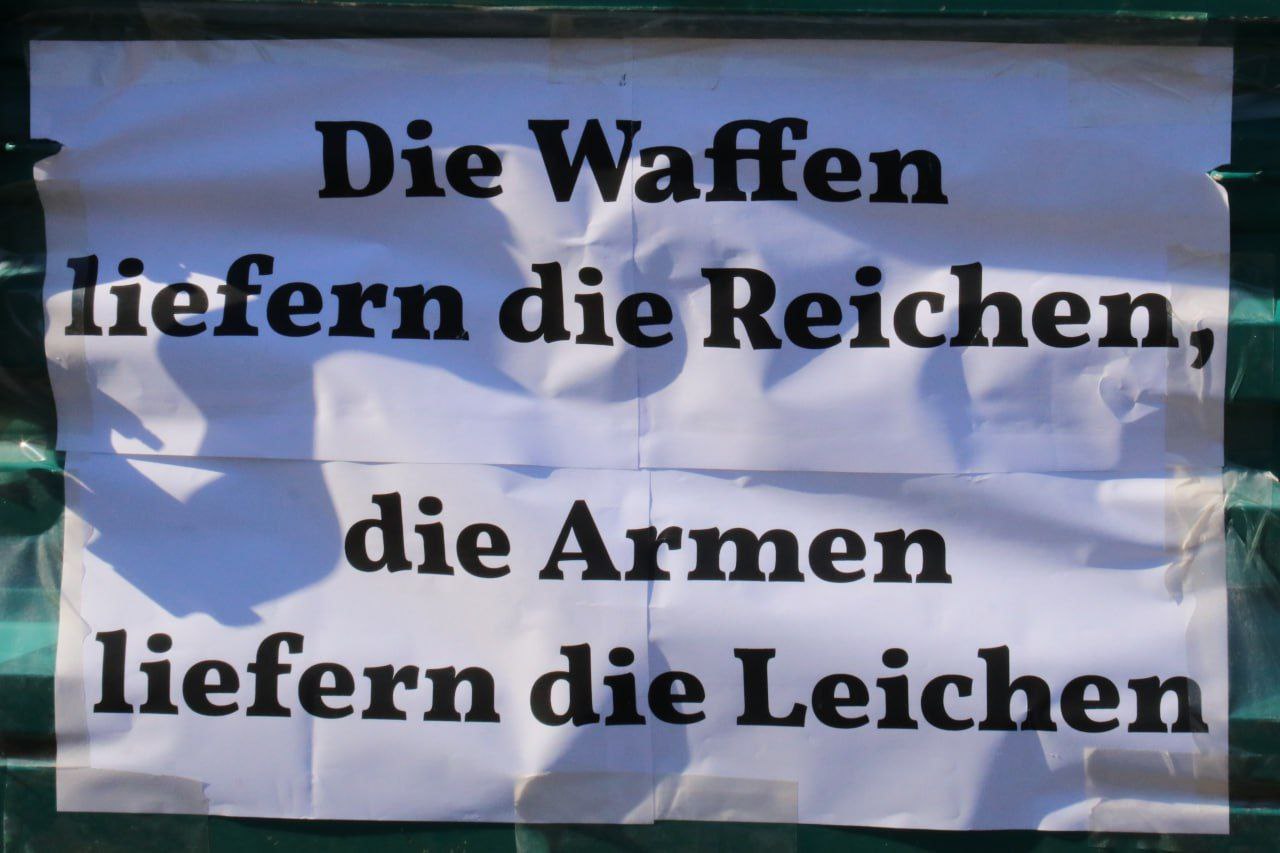 Die Waffen
liefern die Reichen,
die Armen
liefern die Leichen